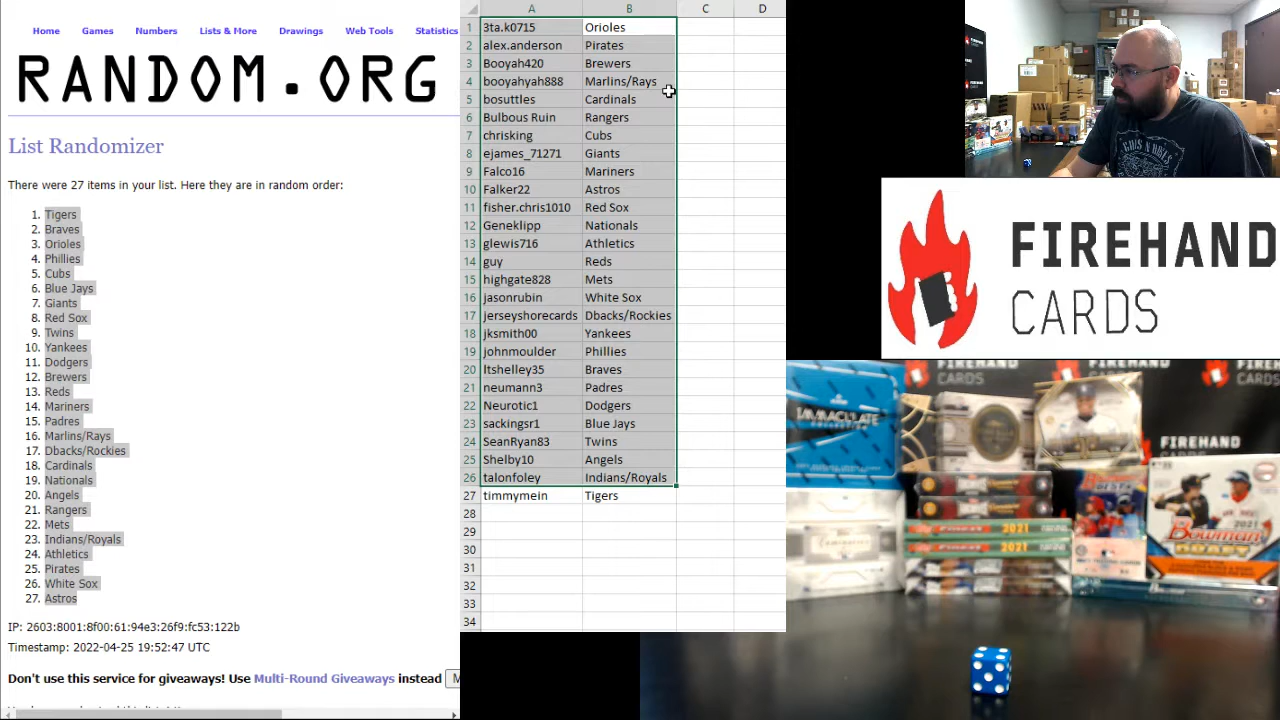 Home Games Numbers Lists & More Drawings Web Tools Statistics
RANDOM.ORG
List Randomizer
There were 27 items in your list. Here they are in random order:
1. Tigers
2. Braves
3. Orioles
4. Phillies
5. Cubs
6. Blue Jays
7. Giants
8. Red Sox
9. Twins
10. Yankees
11. Dodgers
12. Brewers
13. Reds
14. Mariners
15. Padres
16. Marlins/Rays
17. Dbacks/Rockies
18. Cardinals
19. Nationals
20. Angels
21. Rangers
22. Mets
23. Indians/Royals
24. Athletics
25. Pirates
26. White Sox
27. Astros
IP: 2603:8001:8f00:61:94e3:26f9:fc53:122b
Timestamp: 2022-04-25 19:52:47 UTC
Don't use this service for giveaways! Use Multi-Round Giveaways instead
A B C D
1 3ta.k0715 Orioles
2 alex.anderson Pirates
3 Booyah420 Brewers
4 booyahyah888 Marlins/Rays
5 bosuttles Cardinals
6 Bulbous Ruin Rangers
7 chrisking Cubs
8 ejames_71271 Giants
9 Falco16 Mariners
10 Falker22 Astros
11 fisher.chris1010 Red Sox
12 Geneklipp Nationals
13 glewis716 Athletics
14 guy Reds
15 highgate828 Mets
16 jasonrubin White Sox
17 jerseyshorecards Dbacks/Rockies
18 jksmith00 Yankees
19 johnmoulder Phillies
20 ltshelley35 Braves
21 neumann3 Padres
22 Neurotic1 Dodgers
23 sackingsr1 Blue Jays
24 SeanRyan83 Twins
25 Shelby10 Angels
26 talonfoley Indians/Royals
27 timmymein Tigers
28
29
30
31
32
33
34
FIREHAND
CARDS
FIREHAND
CARDS
IMMACULATE
FIREHAND
CARDS
2021
2021
2021
Bowman
DRAFT